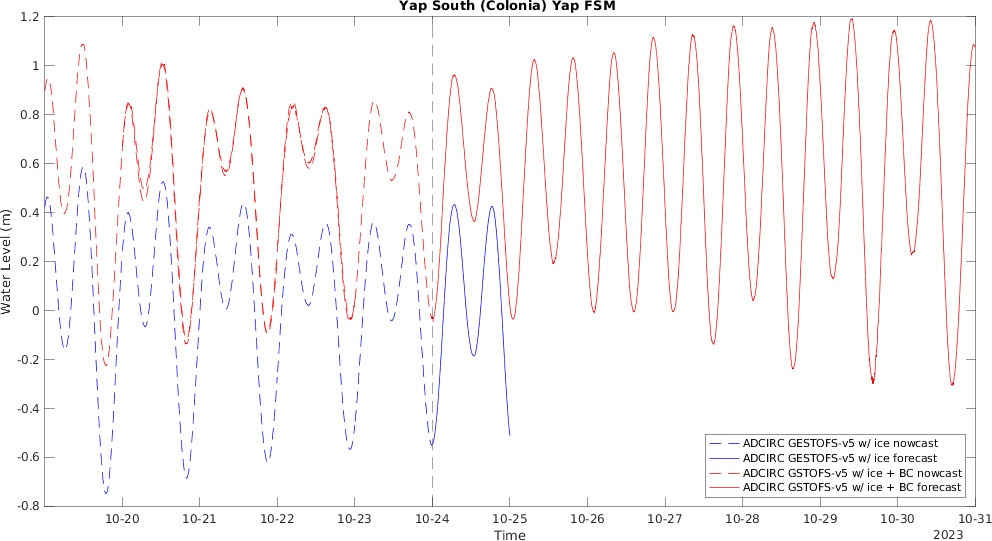 Yap South (Colonia) Yap FSM
1.2
1
0.8
0.6
0.4
0.2
0
-0.2
-0.4
-0.6
-0.8
Water Level (m)
ADCIRC GESTOFS-v5 w/ ice nowcast
ADCIRC GESTOFS-v5 w/ ice forecast
ADCIRC GSTOFS-v5 w/ ice + BC nowcast
ADCIRC GSTOFS-v5 w/ ice + BC forecast
10-20 10-21 10-22 10-23 10-24 10-25 10-26 10-27 10-28 10-29 10-30 10-31
Time
2023